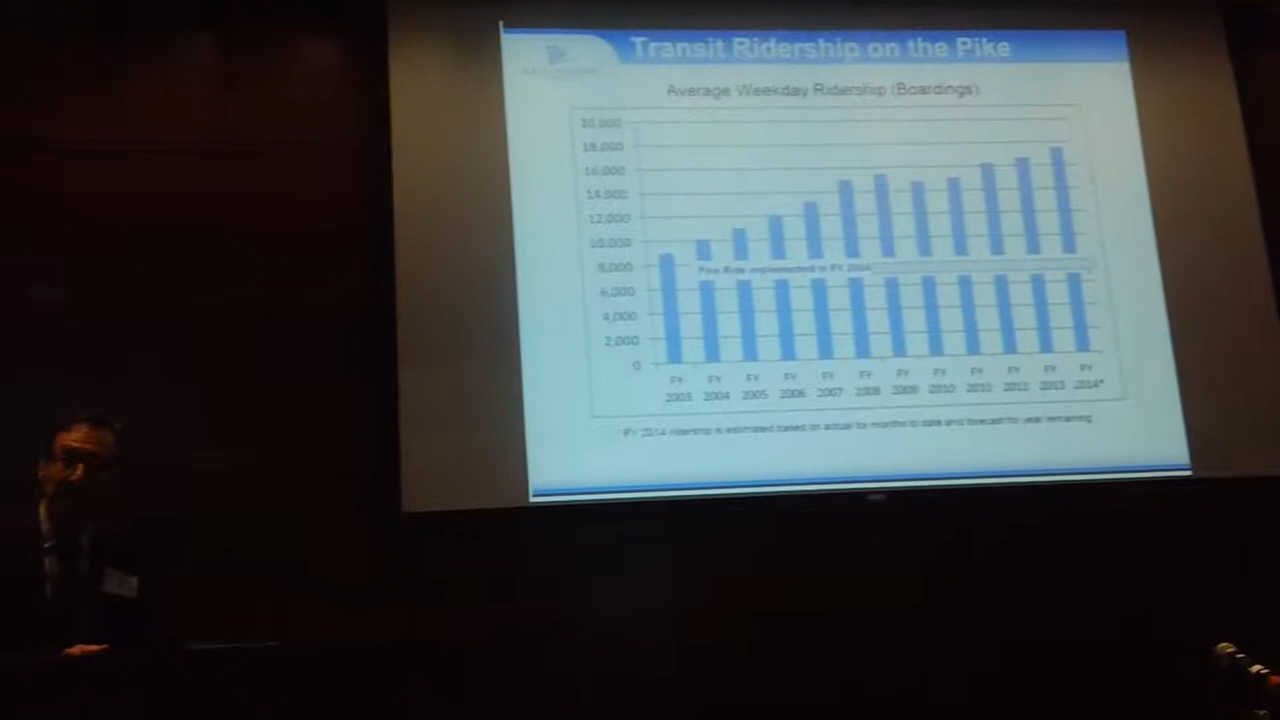 Transit Ridership on the Pike
Average Weekday Ridership (Boardings)
20,000
18,000
16,000
14,000
12,000
10,000
8,000
Pike Ride implemented in FY 2004
6,000
4,000
2,000
0
FY FY FY FY FY FY FY FY FY FY FY FY
2003 2004 2005 2006 2007 2008 2009 2010 2012 2013 2014*
FY 2014 ridership is estimated based on actual for months to date and forecast for year remaining